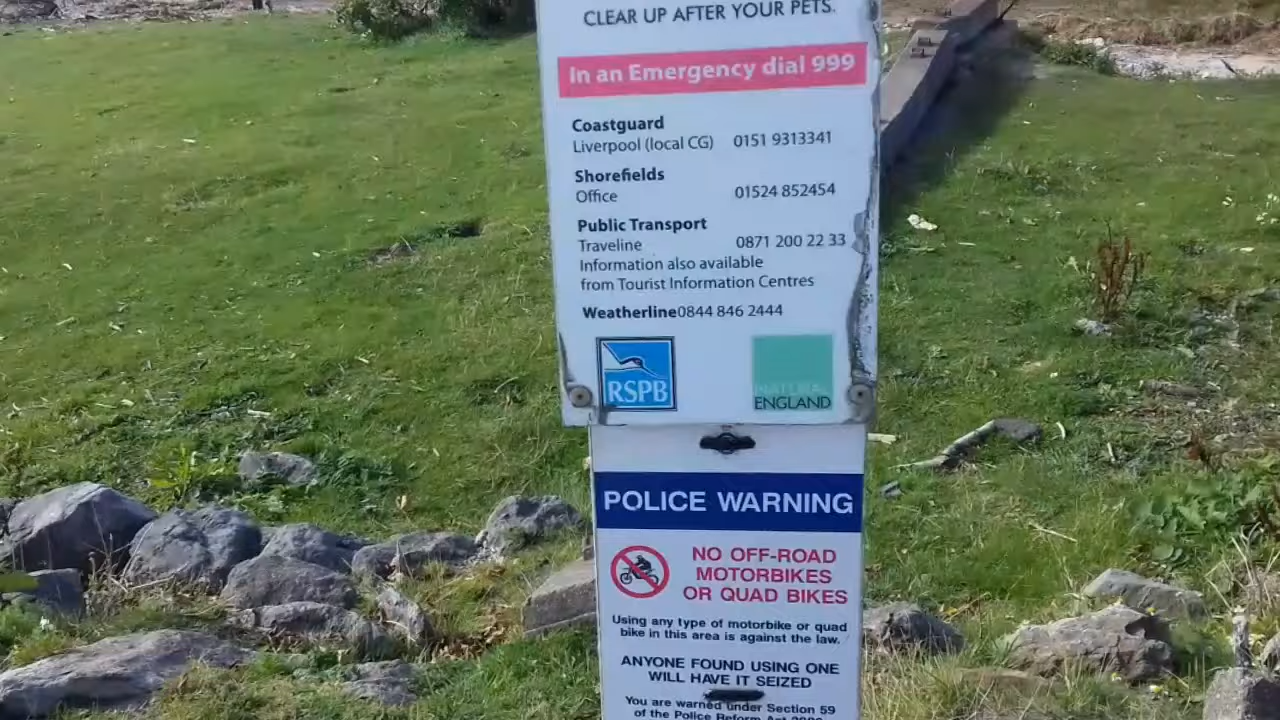 CLEAR UP AFTER YOUR PETS.
In an Emergency dial 999
Coastguard
Liverpool (local CG) 0151 9313341
Shorefields
Office 01524 852454
Public Transport
Traveline 0871 200 22 33
Information also available
from Tourist Information Centres
Weatherline0844 846 2444
RSPB
NATURAL
ENGLAND
POLICE WARNING
NO OFF-ROAD
MOTORBIKES
OR QUAD BIKES
Using any type of motorbike or quad
bike in this area is against the law.
ANYONE FOUND USING ONE
WILL HAVE IT SEIZED
You are warned under Section 59
of the Police Reform Act